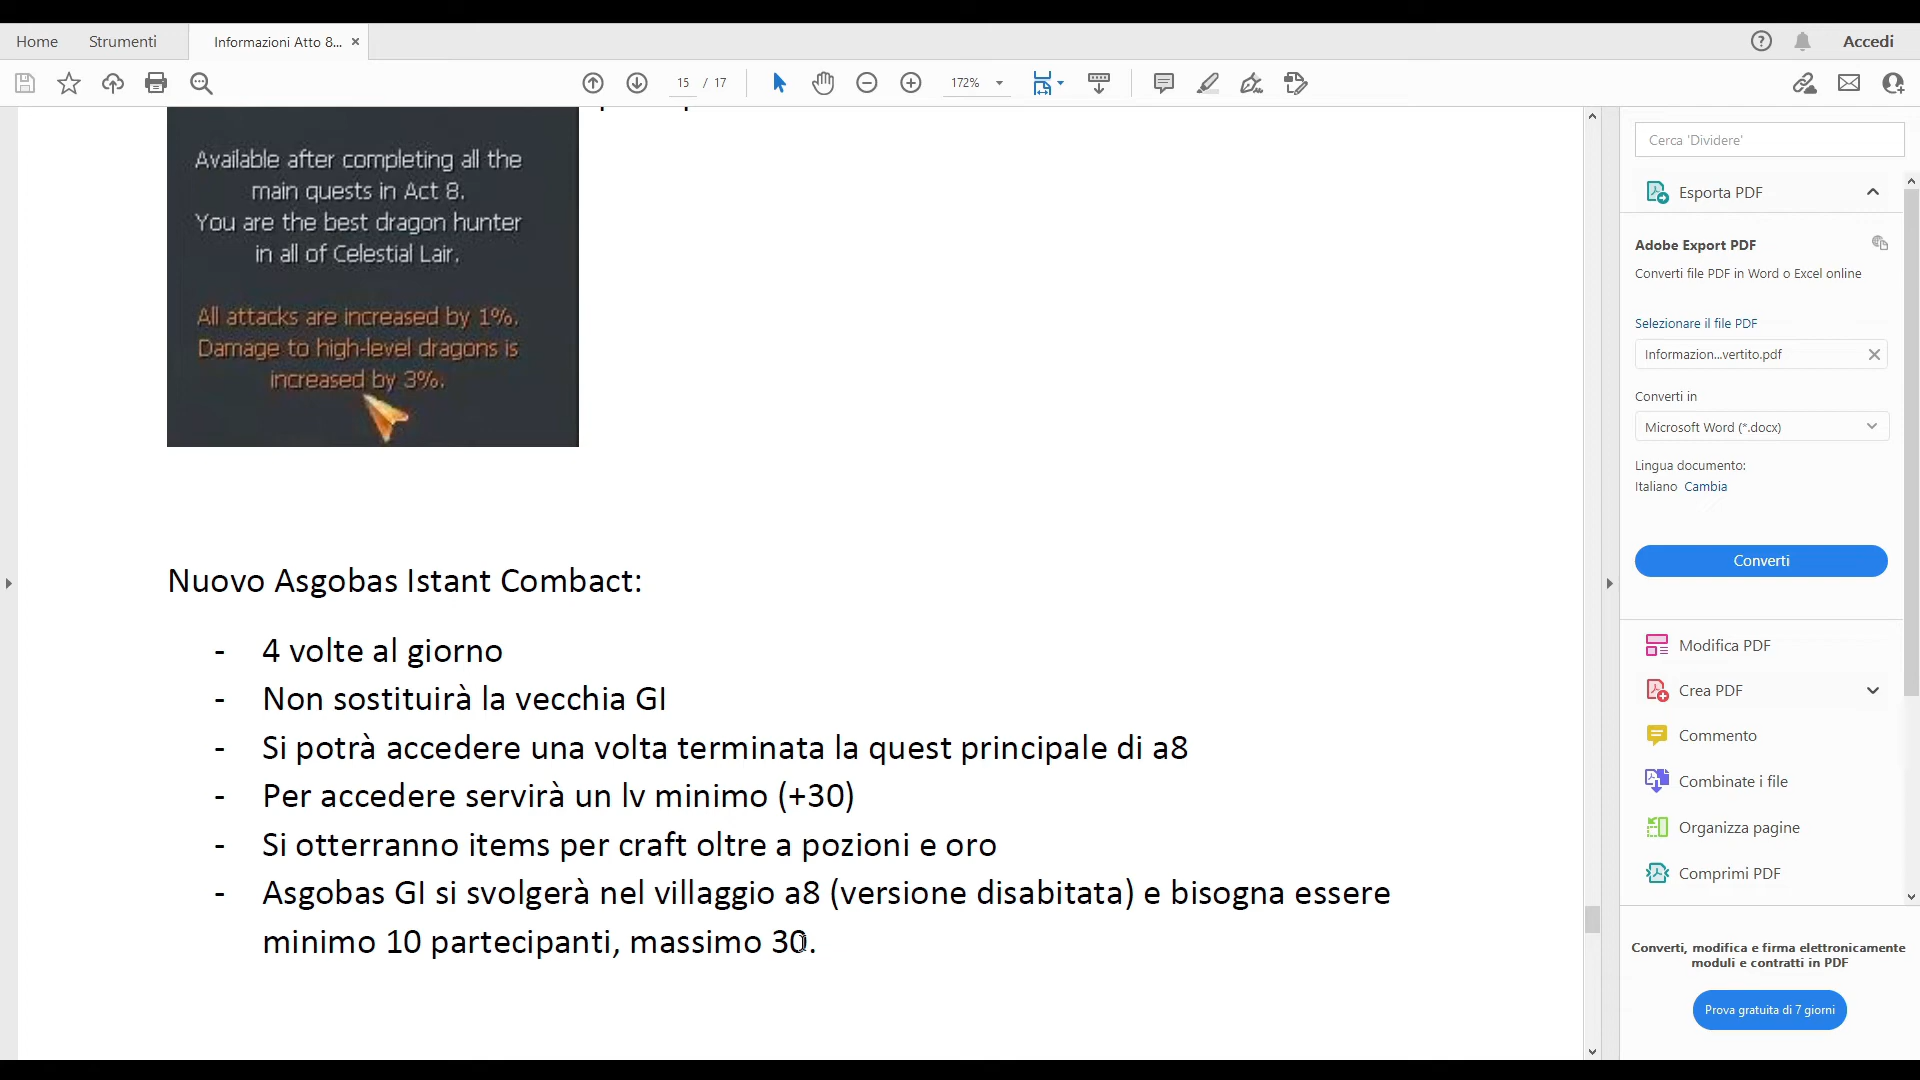 Home
Strumenti
Informazioni Atto 8...
Accedi
15 / 17
172%
Available after completing all the
main quests in Act 8.
You are the best dragon hunter
in all of Celestial Lair.
All attacks are increased by 1%.
Damage to high-level dragons is
increased by 3%.
Nuovo Asgobas Istant Combact:
- 4 volte al giorno
- Non sostituirà la vecchia GI
- Si potrà accedere una volta terminata la quest principale di a8
- Per accedere servirà un lv minimo (+30)
- Si otterranno items per craft oltre a pozioni e oro
- Asgobas GI si svolgerà nel villaggio a8 (versione disabitata) e bisogna essere
minimo 10 partecipanti, massimo 30.
Cerca 'Dividere'
Esporta PDF
Adobe Export PDF
Converti file PDF in Word o Excel online
Selezionare il file PDF
Informazion...vertito.pdf
Converti in
Microsoft Word (*.docx)
Lingua documento:
Italiano Cambia
Converti
Modifica PDF
Crea PDF
Commento
Combinate i file
Organizza pagine
Comprimi PDF
Converti, modifica e firma elettronicamente
moduli e contratti in PDF
Prova gratuita di 7 giorni